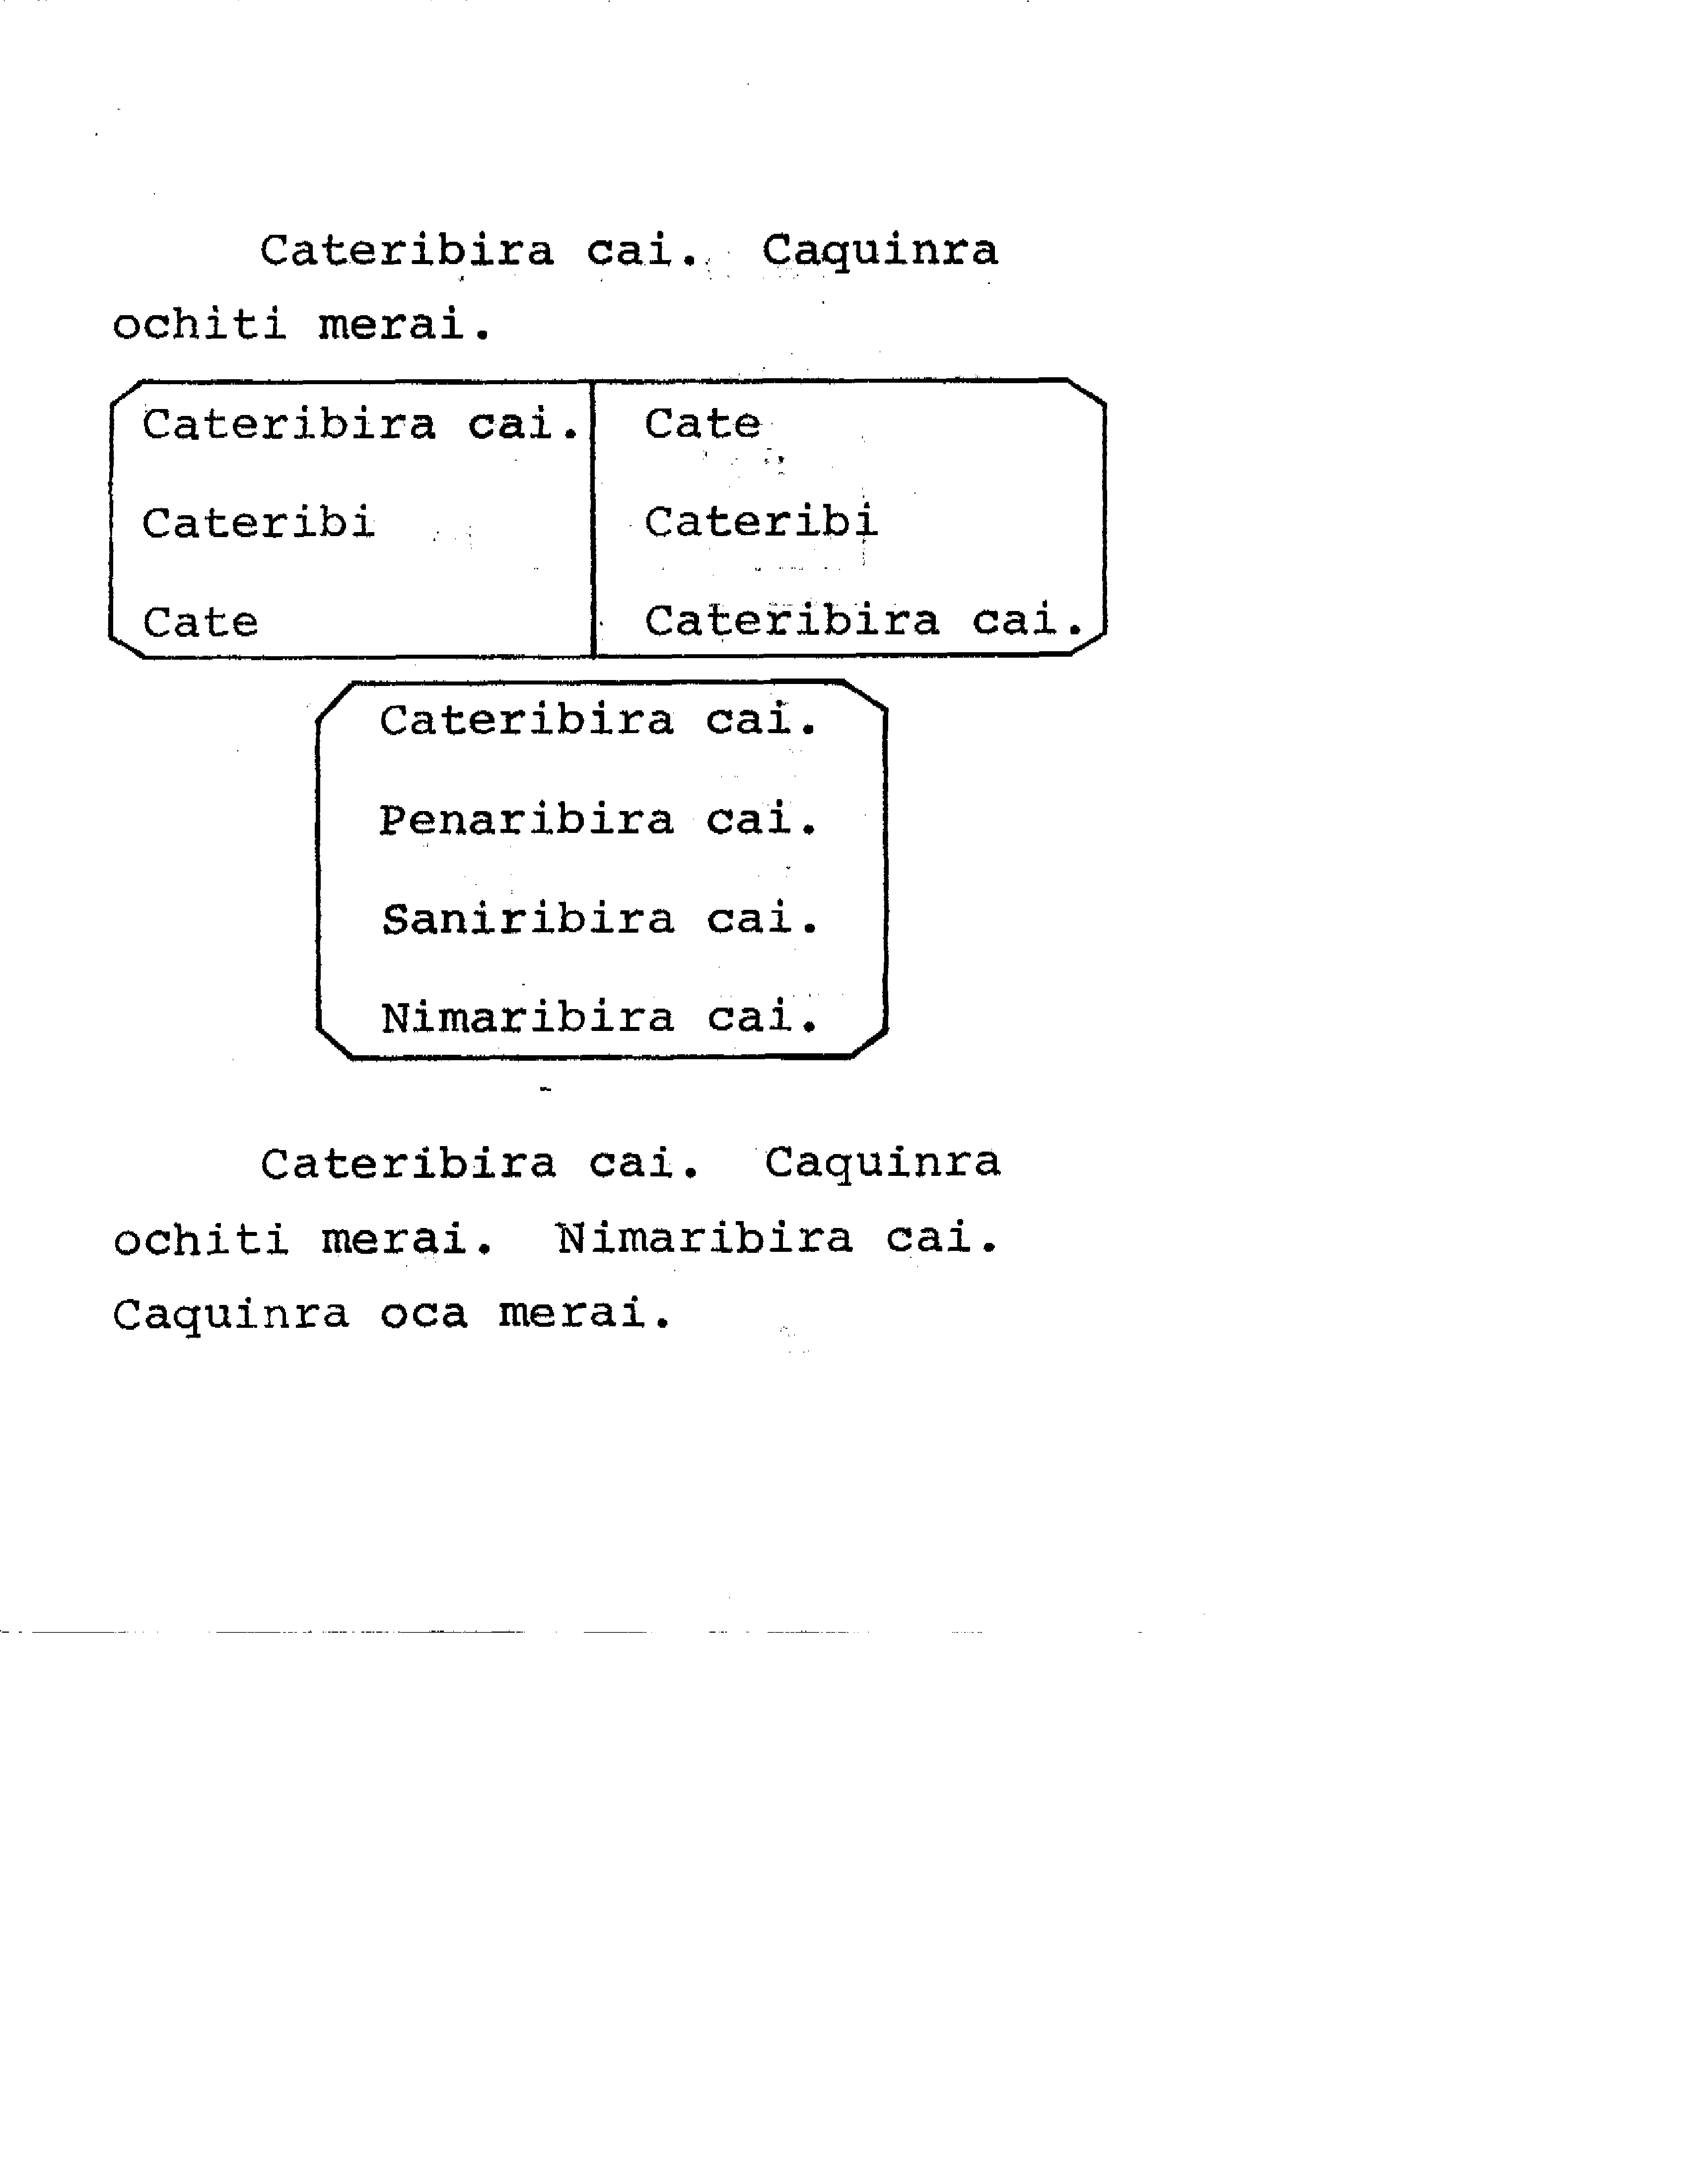 Cateribira cai. Caquinra
ochiti merai.
Cateribira cai.
Cateribi
Cate
Cate
Cateribi
Cateribira cai.
Cateribira cai.
Penaribira cai.
Saniribira cai.
Nimaribira cai.
Cateribira cai. Caquinra
ochiti merai. Nimaribira cai.
Caquinra oca merai.